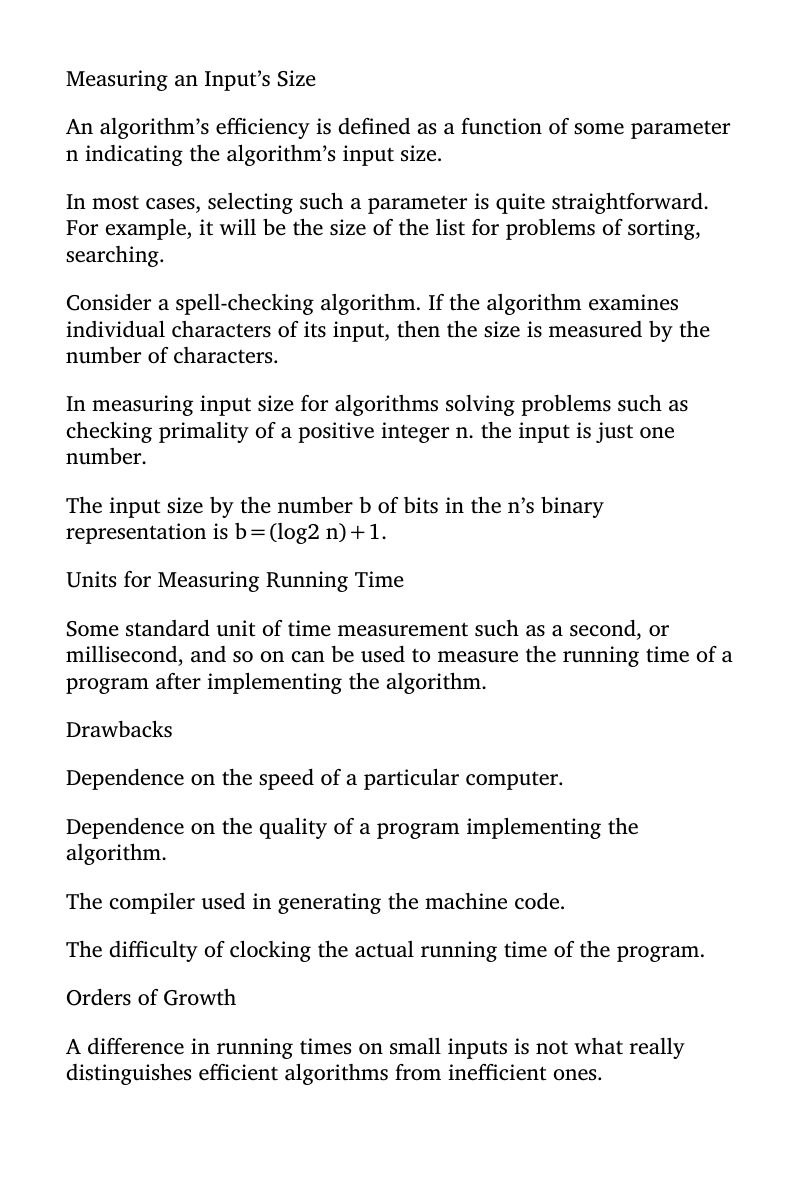 Measuring an Input’s Size
An algorithm’s efficiency is defined as a function of some parameter
n indicating the algorithm’s input size.
In most cases, selecting such a parameter is quite straightforward.
For example, it will be the size of the list for problems of sorting,
searching.
Consider a spell-checking algorithm. If the algorithm examines
individual characters of its input, then the size is measured by the
number of characters.
In measuring input size for algorithms solving problems such as
checking primality of a positive integer n. the input is just one
number.
The input size by the number b of bits in the n’s binary
representation is b=(log2 n)+1.
Units for Measuring Running Time
Some standard unit of time measurement such as a second, or
millisecond, and so on can be used to measure the running time of a
program after implementing the algorithm.
Drawbacks
Dependence on the speed of a particular computer.
Dependence on the quality of a program implementing the
algorithm.
The compiler used in generating the machine code.
The difficulty of clocking the actual running time of the program.
Orders of Growth
A difference in running times on small inputs is not what really
distinguishes efficient algorithms from inefficient ones.